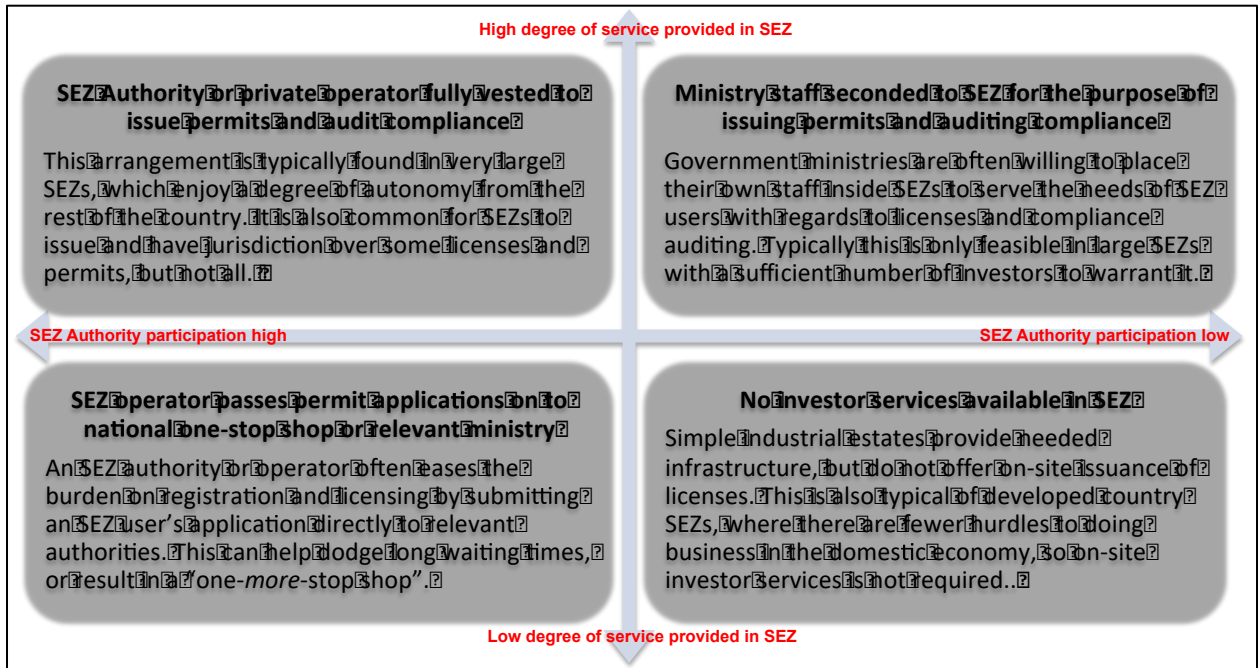 High degree of service provided in SEZ
SEZ Authority or private operator fully vested to
issue permits and audit compliance
This arrangement is typically found in very large
SEZs, which enjoy a degree of autonomy from the
rest of the country. It is also common for SEZs to
issue and have jurisdiction over some licenses and
permits, but not all.
Ministry staff seconded to SEZ for the purpose of
issuing permits and auditing compliance
Government ministries are often willing to place
their own staff inside SEZs to serve the needs of SEZ
users with regards to licenses and compliance
auditing. Typically this is only feasible in large SEZs
with a sufficient number of investors to warrant it.
SEZ Authority participation high
SEZ Authority participation low
SEZ operator passes permit applications on to
national one-stop shop or relevant ministry
An SEZ authority or operator often eases the
burden on registration and licensing by submitting
an SEZ user's application directly to relevant
authorities. This can help dodge long waiting times,
or result in a "one-more-stop shop".
No investor services available in SEZ
Simple industrial estates provide needed
infrastructure, but do not offer on-site issuance of
licenses. This is also typical of developed country
SEZs, where there are fewer hurdles to doing
business in the domestic economy, so on-site
investor services is not required..
Low degree of service provided in SEZ